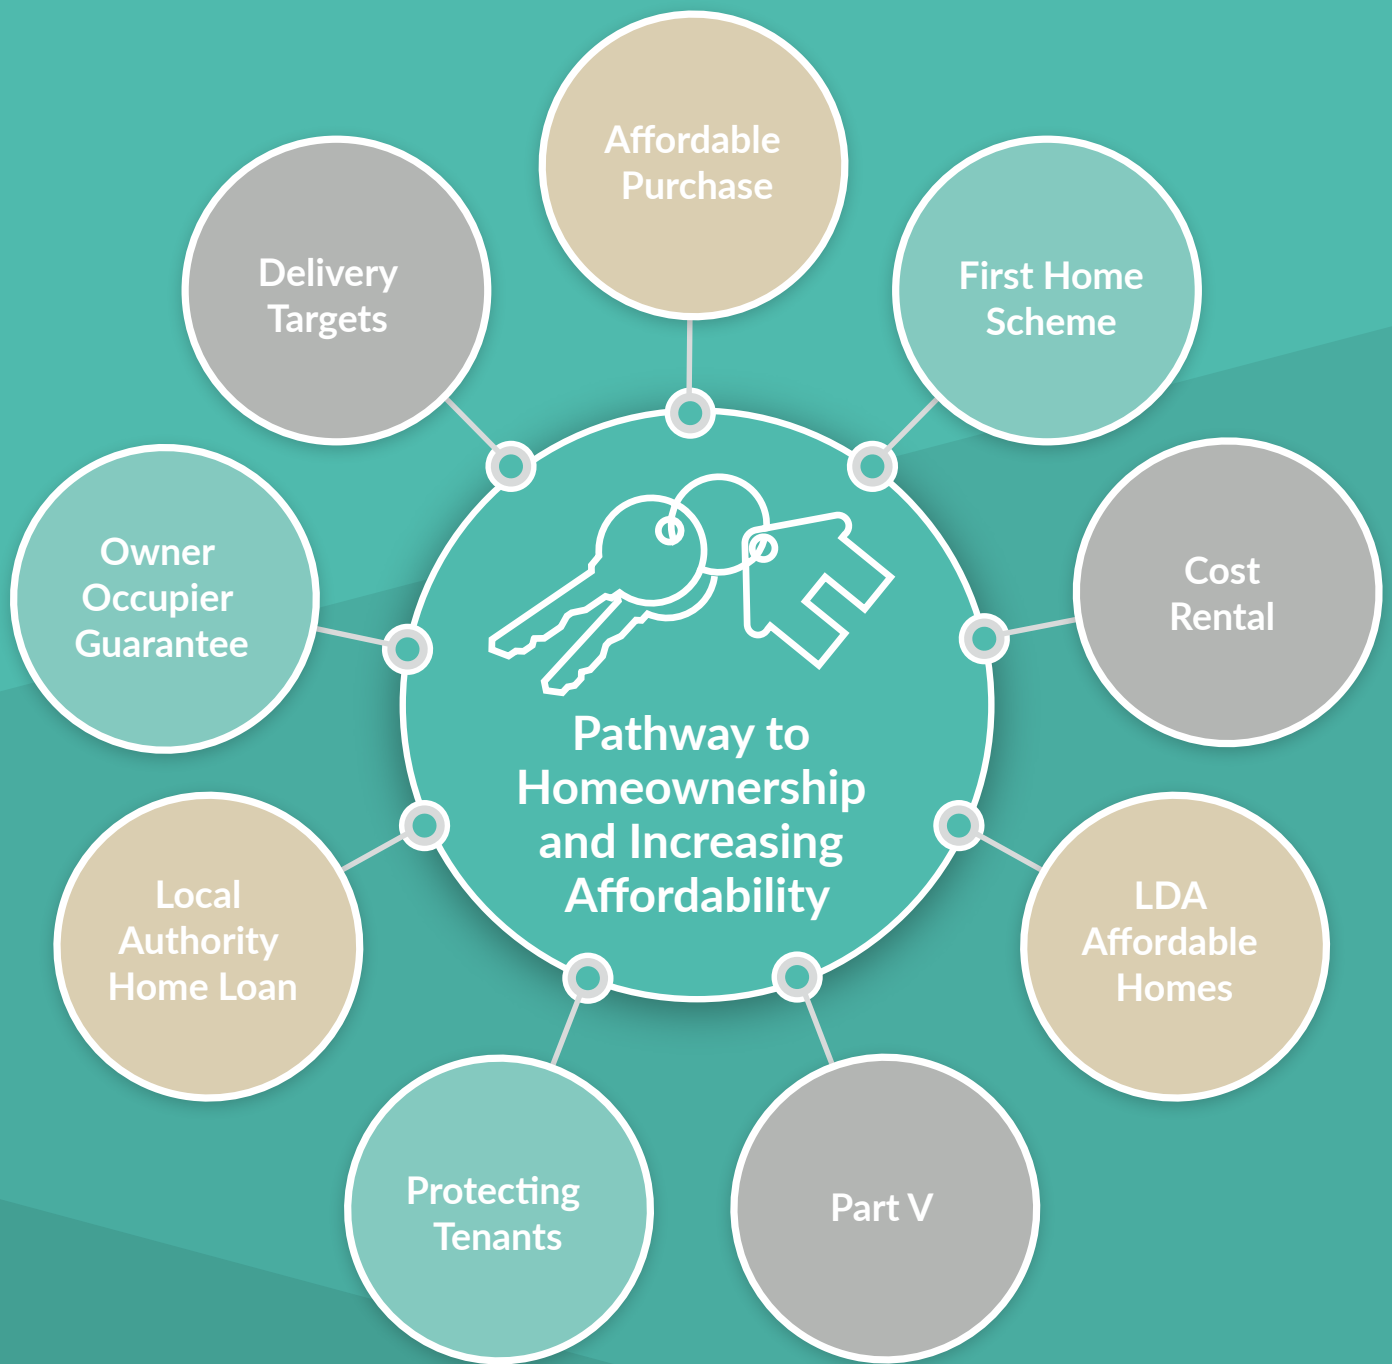 Affordable
Purchase
First Home
Scheme
Cost
Rental
LDA
Affordable
Homes
Part V
Protecting
Tenants
Local
Authority
Home Loan
Owner
Occupier
Guarantee
Delivery
Targets
Pathway to
Homeownership
and Increasing
Affordability